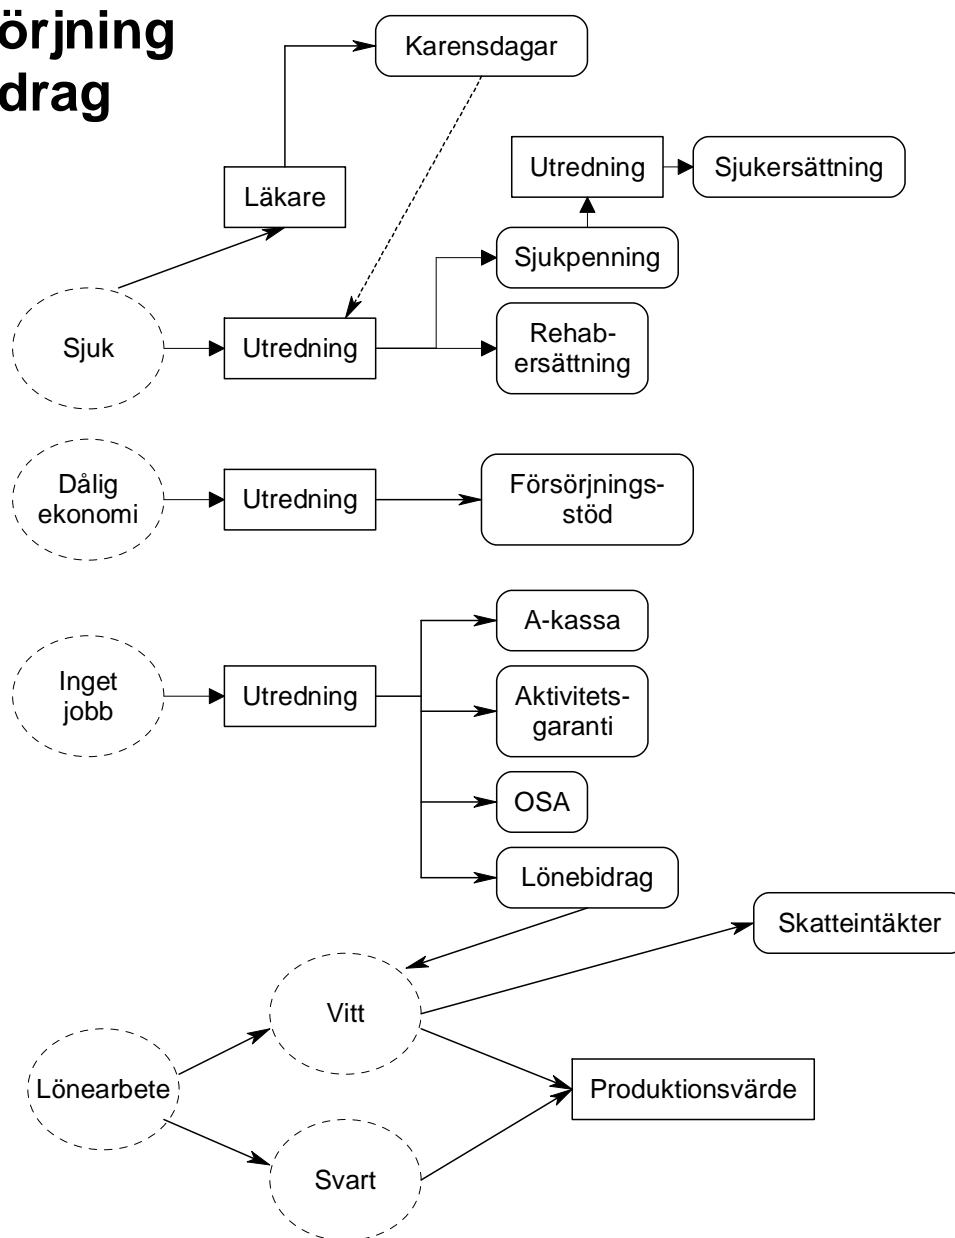 örjning
drag
Karensdagar
Utredning
Sjukersättning
Läkare
Sjukpenning
Sjuk
Utredning
Rehab-
ersättning
Dålig
ekonomi
Utredning
Försörjnings-
stöd
A-kassa
Inget
jobb
Utredning
Aktivitets-
garanti
OSA
Lönebidrag
Skatteintäkter
Vitt
Lönearbete
Produktionsvärde
Svart